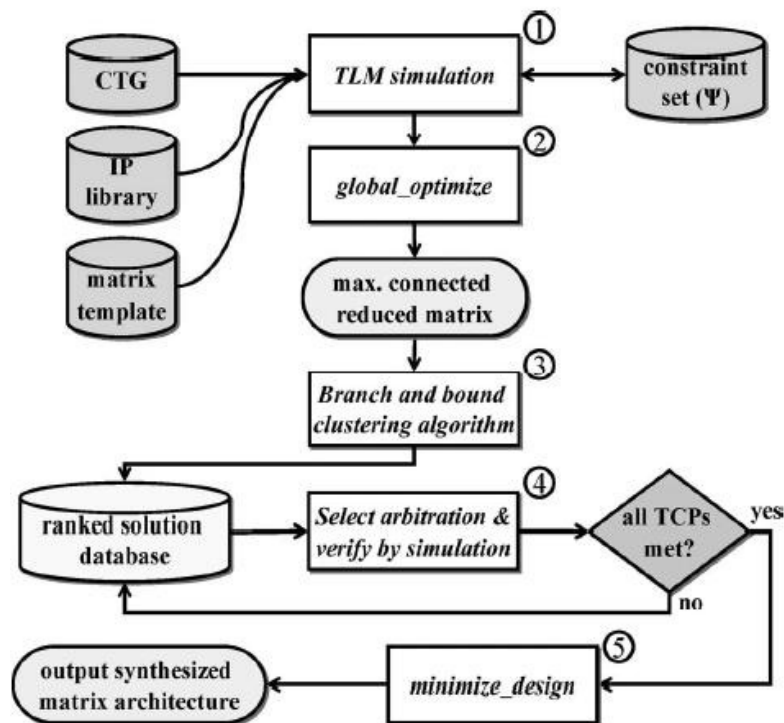 ①
CTG
TLM simulation
constraint
set (Ψ)
②
IP
library
global_optimize
matrix
template
max. connected
reduced matrix
③
Branch and bound
clustering algorithm
④
ranked solution
database
Select arbitration &
verify by simulation
all TCPs
met?
yes
no
⑤
output synthesized
matrix architecture
minimize_design